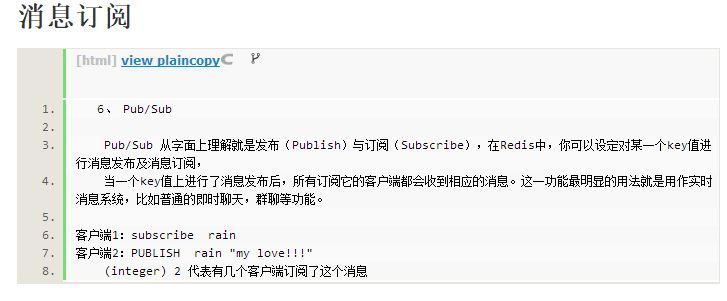 消息订阅
[html] view plaincopy
1. 6、 Pub/Sub
2.
3. Pub/Sub 从字面上理解就是发布（Publish）与订阅（Subscribe），在Redis中，你可以设定对某一个key值进
行消息发布及消息订阅，
4. 当一个key值上进行了消息发布后，所有订阅它的客户端都会收到相应的消息。这一功能最明显的用法就是用作实时
消息系统，比如普通的即时聊天，群聊等功能。
5.
6. 客户端1：subscribe  rain
7. 客户端2：PUBLISH  rain "my love!!!"
8. (integer) 2 代表有几个客户端订阅了这个消息